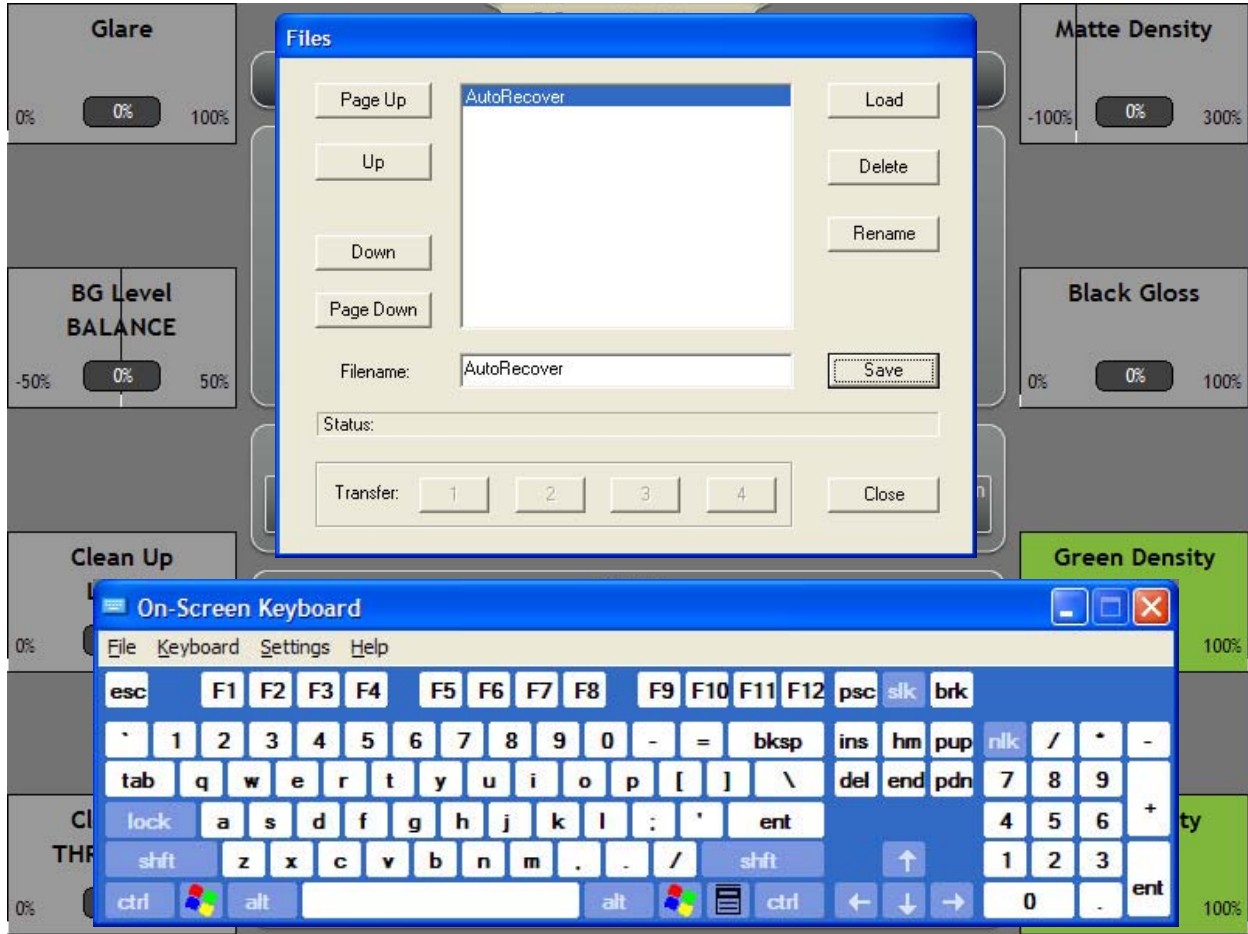 Glare
0% 0% 100%
BG Level
BALANCE
-50% 0% 50%
Clean Up
0%
0%
Files
Page Up
Up
Down
Page Down
AutoRecover
Load
Delete
Rename
Filename: AutoRecover Save
Status:
Transfer: 1 2 3 4 Close
Matte Density
-100% 0% 300%
Black Gloss
0% 0% 100%
Green Density
100%
ty
100%
On-Screen Keyboard
File Keyboard Settings Help
esc F1 F2 F3 F4 F5 F6 F7 F8 F9 F10 F11 F12 psc slk brk
` 1 2 3 4 5 6 7 8 9 0 - = bksp ins hm pup nlk / * -
tab q w e r t y u i o p [ ] \ del end pdn 7 8 9 +
lock a s d f g h j k l : ' ent 4 5 6
shft z x c v b n m , . / shft ↑ 1 2 3 ent
ctrl alt alt ctrl ← ↓ → 0 .